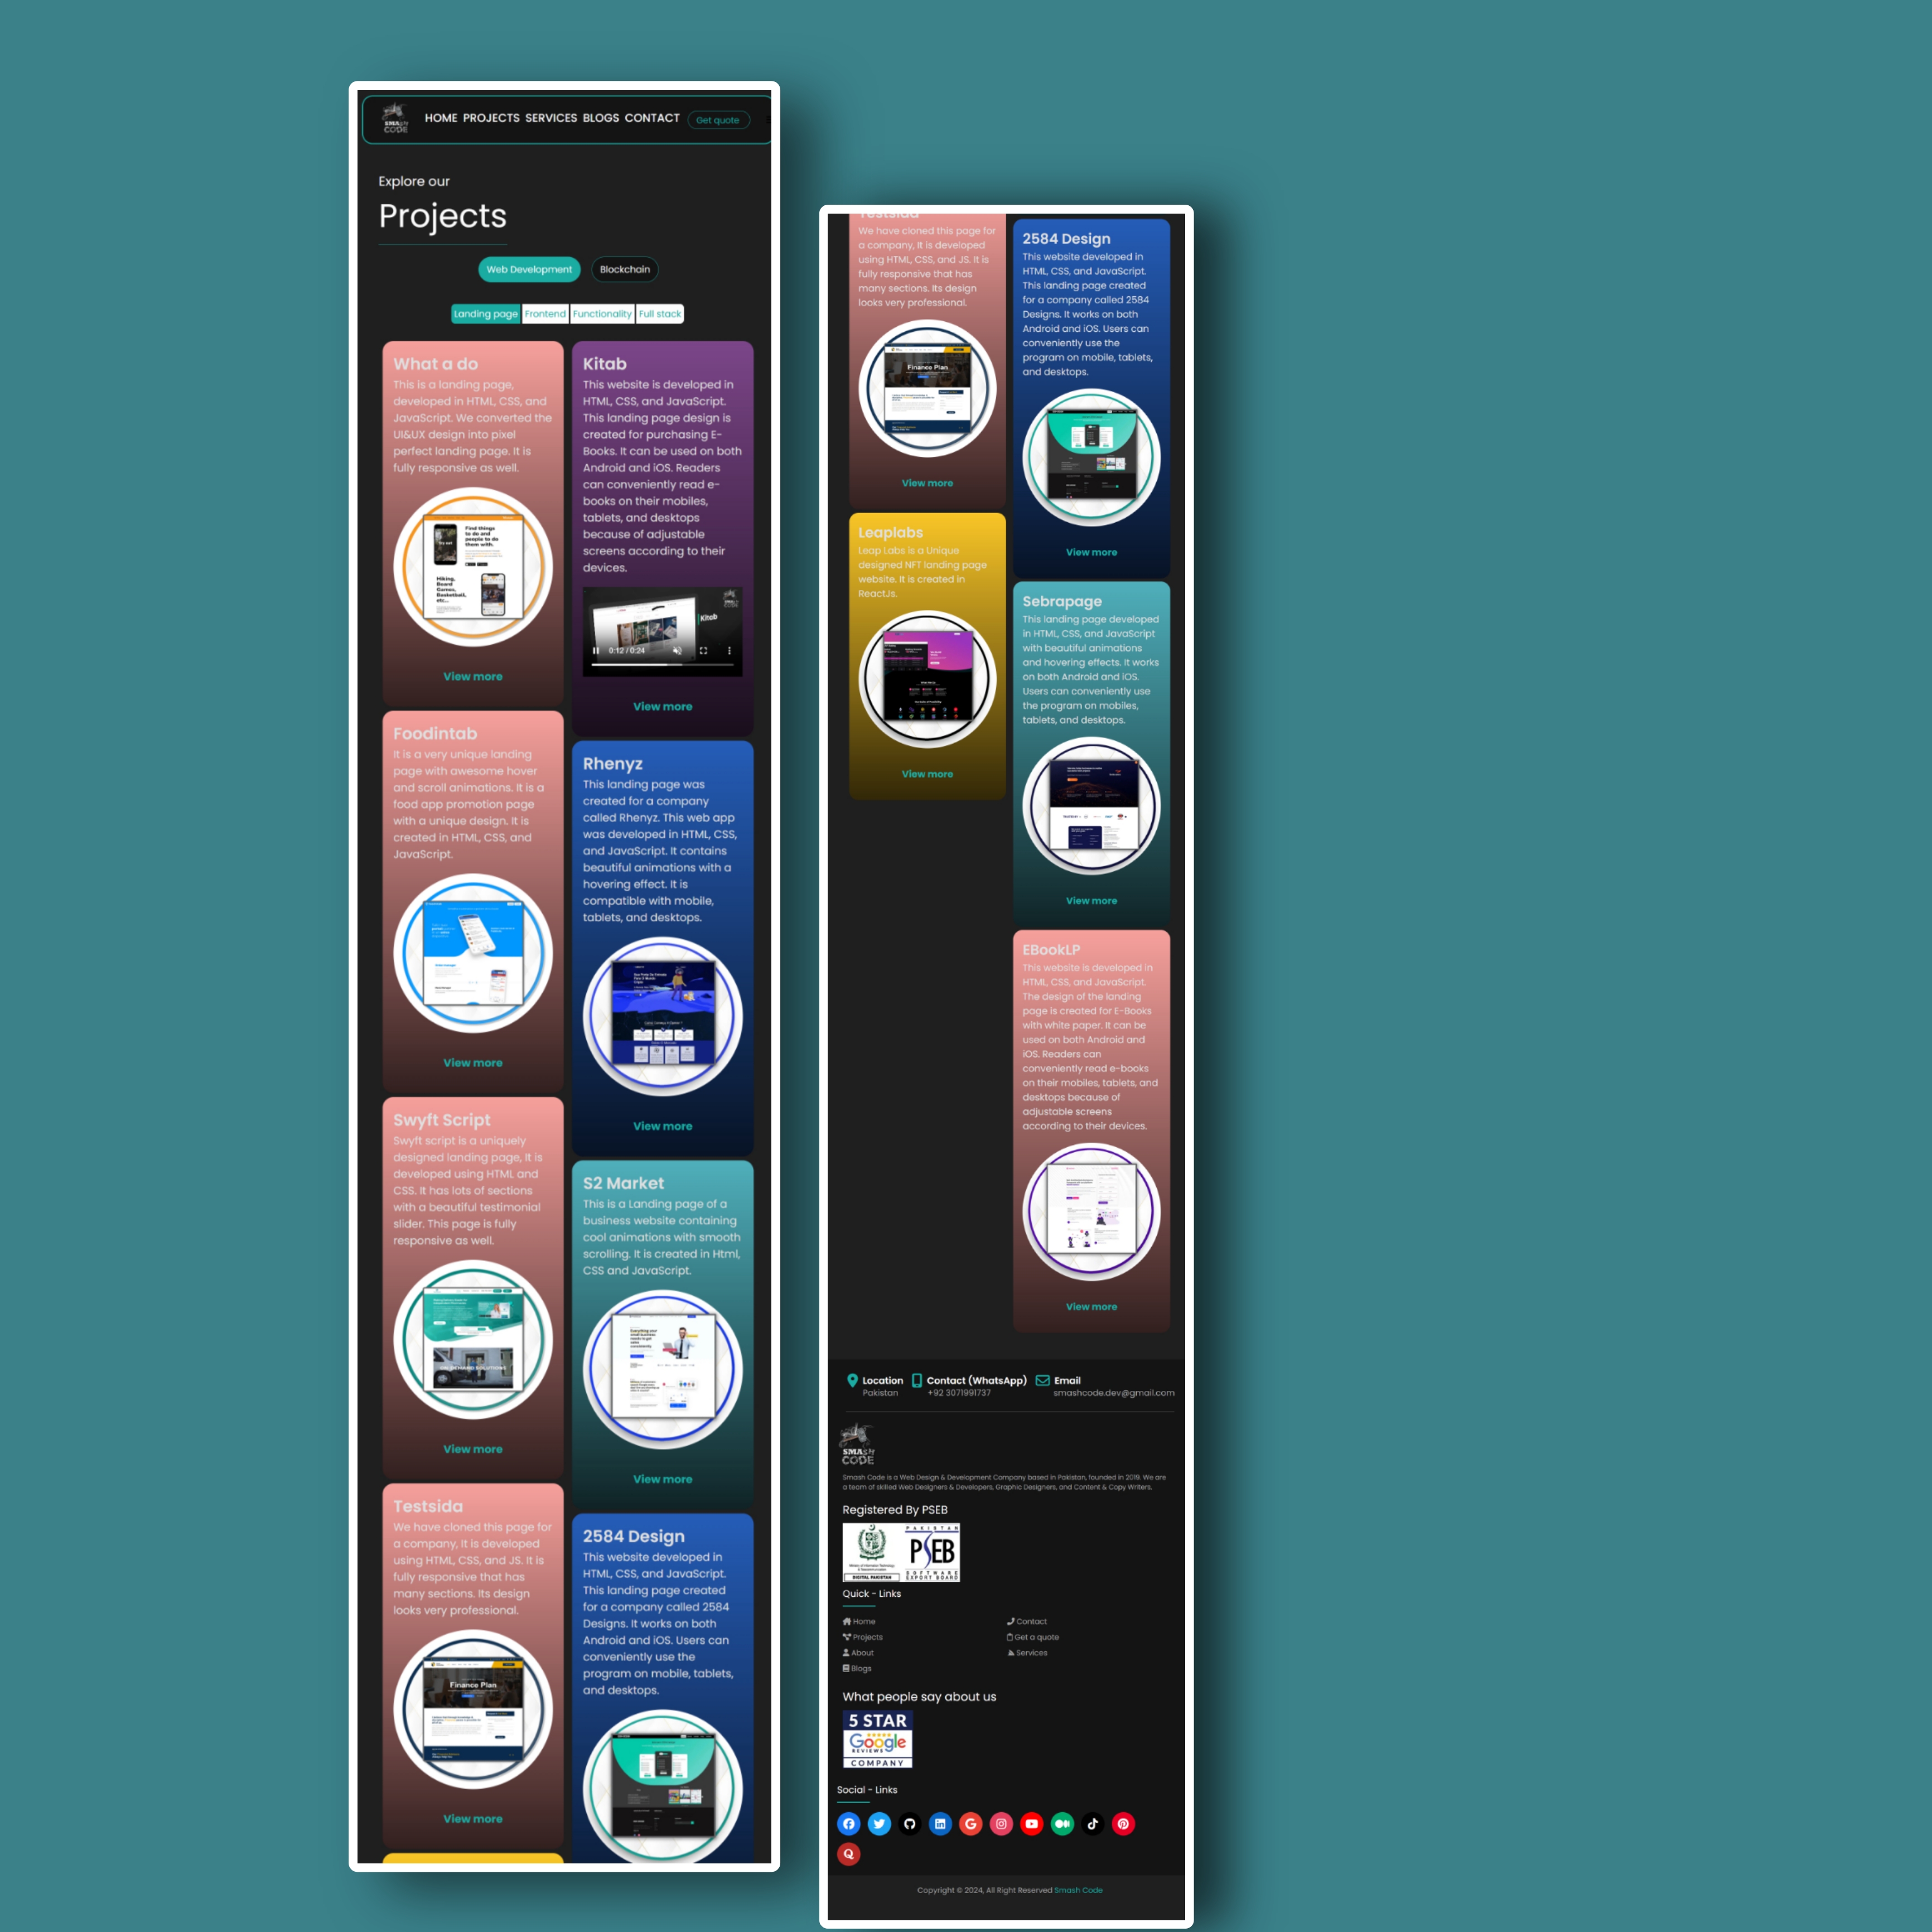 SMASH
CODE
HOME PROJECTS SERVICES BLOGS CONTACT Get quote
Explore our
Projects
Web Development Blockchain
Landing page Frontend Functionality Full stack
What a do
This is a landing page,
developed in HTML, CSS, and
JavaScript. We converted the
UI&UX design into pixel
perfect landing page. It is
fully responsive as well.
Find things
to do and
people to do
them with.
Hiking,
Board
Games,
Basketball,
etc...
View more
Foodintab
It is a very unique landing
page with awesome hover
and scroll animations. It is a
food app promotion page
with a unique design. It is
created in HTML, CSS, and
JavaScript.
View more
Swyft Script
Swyft script is a uniquely
designed landing page, It is
developed using HTML and
CSS. It has lots of sections
with a beautiful testimonial
slider. This page is fully
responsive as well.
View more
Testsida
We have cloned this page for
a company, It is developed
using HTML, CSS, and JS. It is
fully responsive that has
many sections. Its design
looks very professional.
Finance Plan
View more
Kitab
This website is developed in
HTML, CSS, and JavaScript.
This landing page design is
created for purchasing E-
Books. It can be used on both
Android and iOS. Readers
can conveniently read e-
books on their mobiles,
tablets, and desktops
because of adjustable
screens according to their
devices.
Kitab
0:12 / 0:24
View more
Rhenyz
This landing page was
created for a company
called Rhenyz. This web app
was developed in HTML, CSS,
and JavaScript. It contains
beautiful animations with a
hovering effect. It is
compatible with mobile,
tablets, and desktops.
View more
S2 Market
This is a Landing page of a
business website containing
cool animations with smooth
scrolling. It is created in Html,
CSS and JavaScript.
View more
2584 Design
This website developed in
HTML, CSS, and JavaScript.
This landing page created
for a company called 2584
Designs. It works on both
Android and iOS. Users can
conveniently use the
program on mobile, tablets,
and desktops.
Testsida
We have cloned this page for
a company, It is developed
using HTML, CSS, and JS. It is
fully responsive that has
many sections. Its design
looks very professional.
Finance Plan
View more
Leaplabs
Leap Labs is a Unique
designed NFT landing page
website. It is created in
ReactJs.
View more
2584 Design
This website developed in
HTML, CSS, and JavaScript.
This landing page created
for a company called 2584
Designs. It works on both
Android and iOS. Users can
conveniently use the
program on mobile, tablets,
and desktops.
View more
Sebrapage
This landing page developed
in HTML, CSS, and JavaScript
with beautiful animations
and hovering effects. It works
on both Android and iOS.
Users can conveniently use
the program on mobiles,
tablets, and desktops.
View more
EBookLP
This website is developed in
HTML, CSS, and JavaScript.
The design of the landing
page is created for E-Books
with white paper. It can be
used on both Android and
iOS. Readers can
conveniently read e-books
on their mobiles, tablets, and
desktops because of
adjustable screens
according to their devices.
View more
Location Contact (WhatsApp) Email
Pakistan +92 3071991737 smashcode.dev@gmail.com
SMASH
CODE
Smash Code is a Web Design & Development Company based in Pakistan, founded in 2019. We are
a team of skilled Web Designers & Developers, Graphic Designers, and Content & Copy Writers.
Registered By PSEB
PAKISTAN
PSEB
SOFTWARE
EXPORT BOARD
DIGITAL PAKISTAN
Quick - Links
Home Contact
Projects Get a quote
About Services
Blogs
What people say about us
5 STAR
Google
REVIEWS
COMPANY
Social - Links
Copyright © 2024, All Right Reserved Smash Code